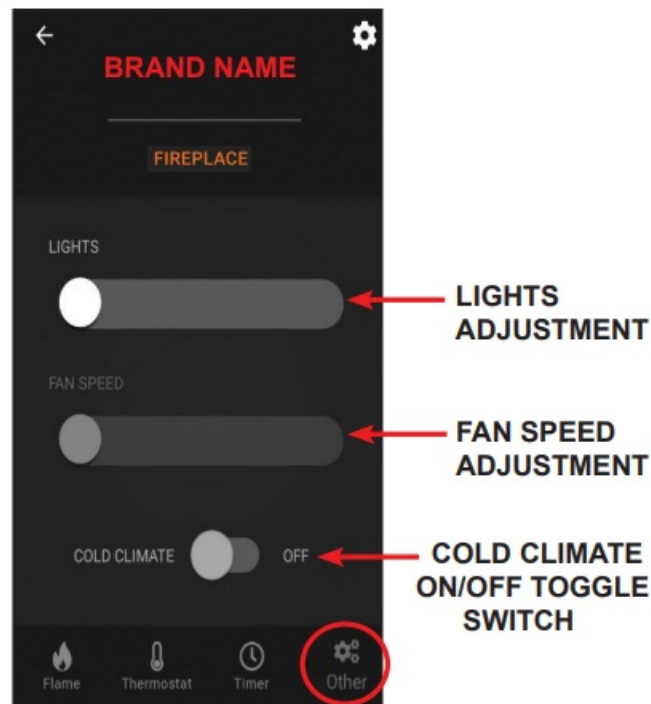 BRAND NAME
FIREPLACE
LIGHTS
LIGHTS
ADJUSTMENT
FAN SPEED
FAN SPEED
ADJUSTMENT
COLD CLIMATE OFF
COLD CLIMATE
ON/OFF TOGGLE
SWITCH
Flame Thermostat Timer Other